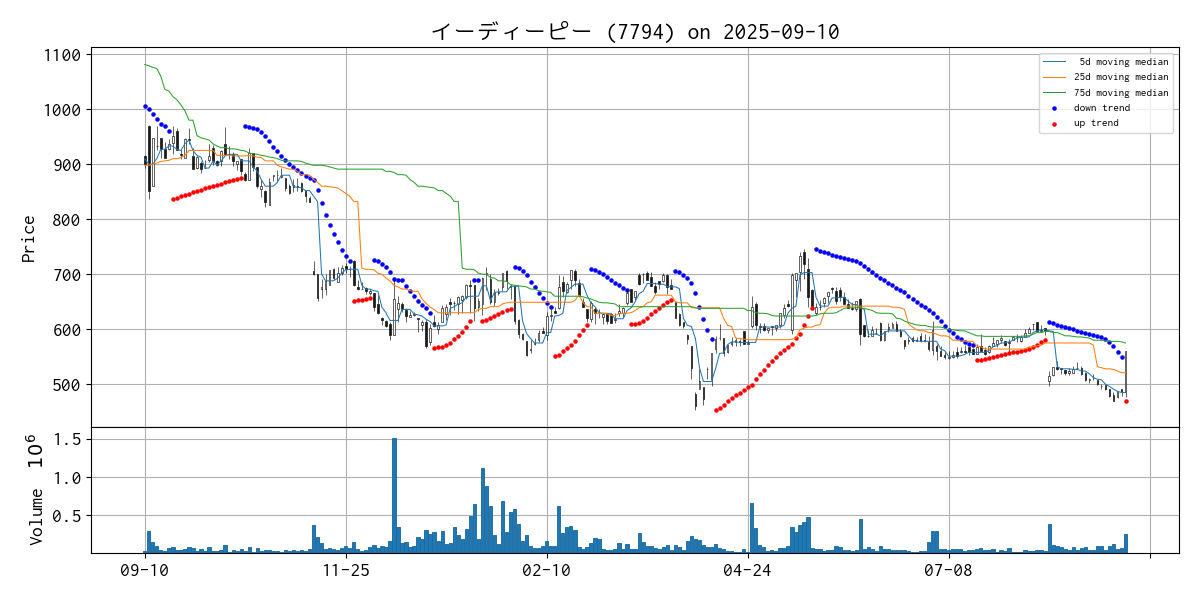 イーディーピー (7794) on 2025-09-10
1100
1000
900
800
700
600
500
Price
5d moving median
25d moving median
75d moving median
down trend
up trend
1.5
1.0
0.5
Volume 10^6
09-10
11-25
02-10
04-24
07-08